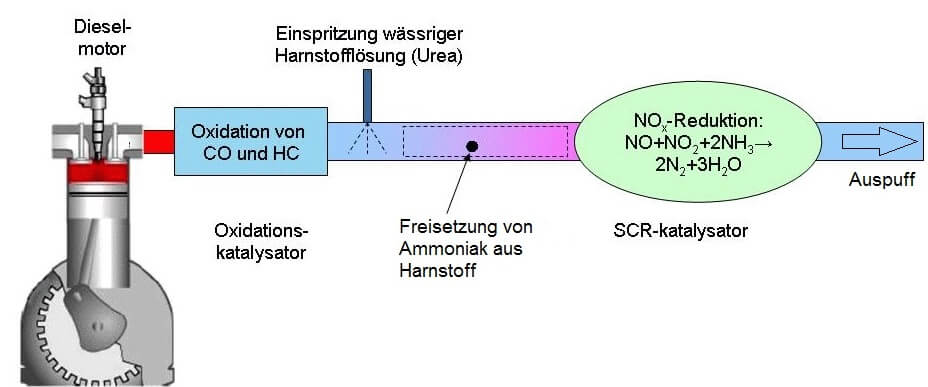 Diesel-
motor
Einspritzung wässriger
Harnstofflösung (Urea)
Oxidation von
CO und HC
NOₓ-Reduktion:
NO+NO₂+2NH₃→
2N₂+3H₂O
Auspuff
Oxidations-
katalysator
Freisetzung von
Ammoniak aus
Harnstoff
SCR-katalysator